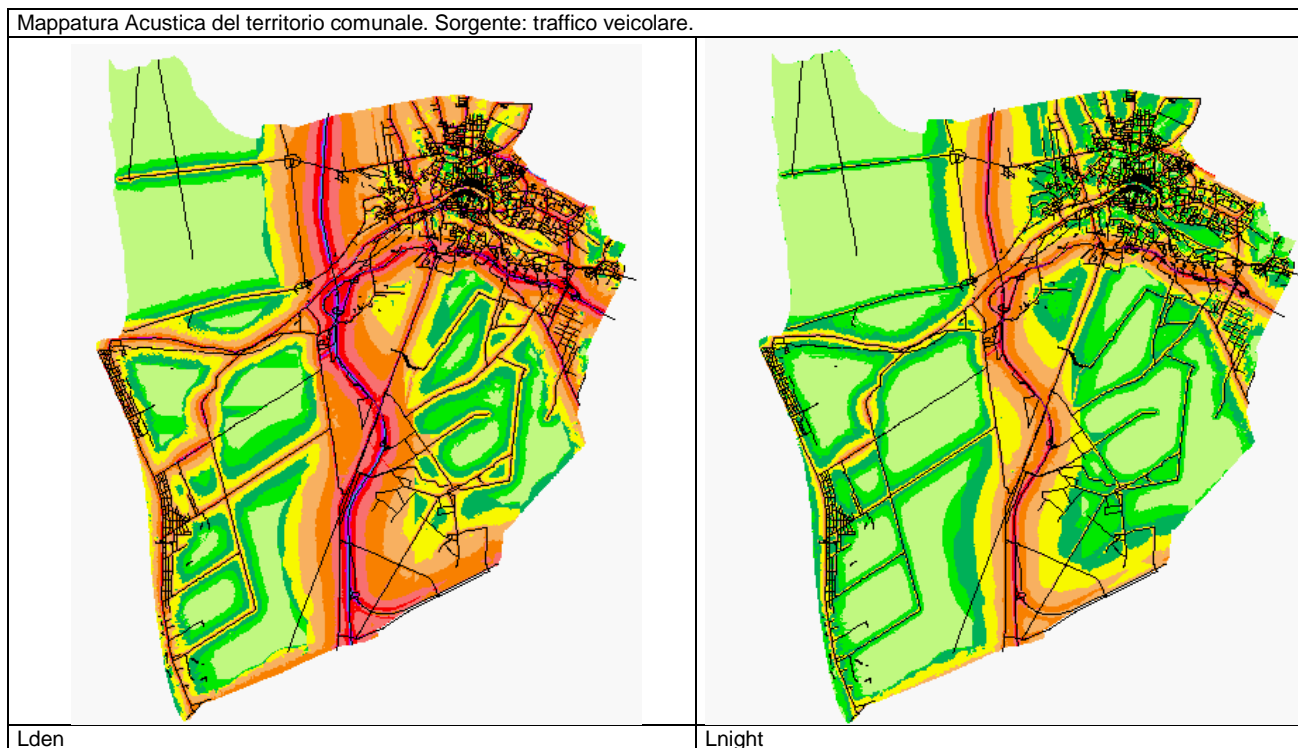 Mappatura Acustica del territorio comunale. Sorgente: traffico veicolare.
Lden
Lnight